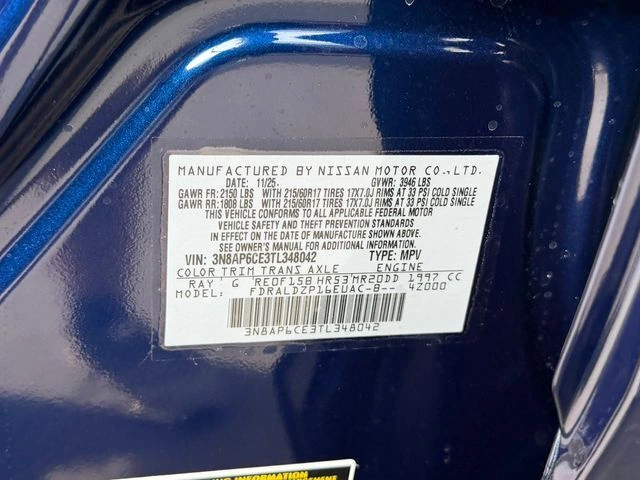 MANUFACTURED BY NISSAN MOTOR CO.,LTD.
DATE: 11/25 GVWR: 3946 LBS
GAWR FR: 2150 LBS WITH 215/60R17 TIRES 17X7.0J RIMS AT 33 PSI COLD SINGLE
GAWR RR: 1808 LBS WITH 215/60R17 TIRES 17X7.0J RIMS AT 33 PSI COLD SINGLE
THIS VEHICLE CONFORMS TO ALL APPLICABLE FEDERAL MOTOR
VEHICLE SAFETY AND THEFT PREVENTION STANDARDS
IN EFFECT ON THE DATE OF MANUFACTURE SHOWN ABOVE.
SEE OWNER'S MANUAL FOR ADDITIONAL INFORMATION.
VIN: 3N8AP6CE3TL348042 TYPE: MPV
COLOR TRIM TRANS AXLE ENGINE
RAY G RE0F15B HR53 MR20DD 1997 CC
FDRALDZP16EUAC-B-- 4Z000
3N8AP6CE3TL348042
INFORMATION